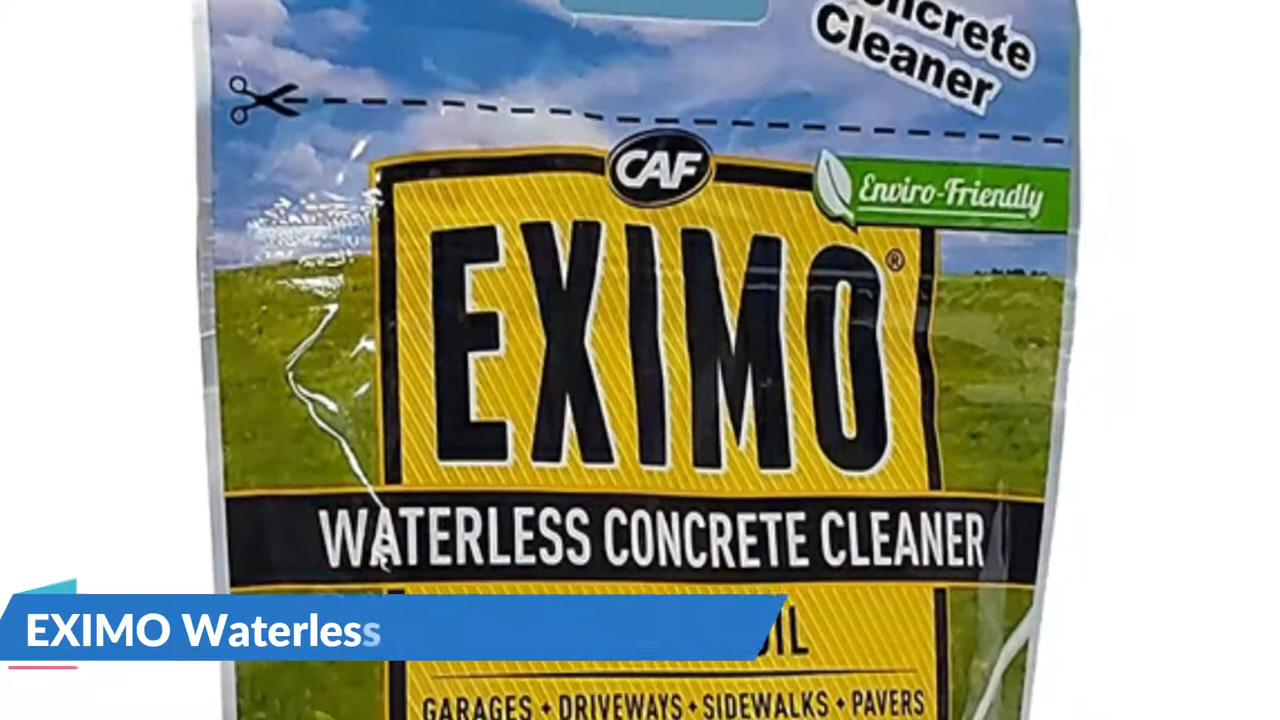 Concrete
Cleaner
CAF
Enviro-Friendly
EXIMO®
WATERLESS CONCRETE CLEANER
EXIMO Waterless
GARAGES • DRIVEWAYS • SIDEWALKS • PAVERS